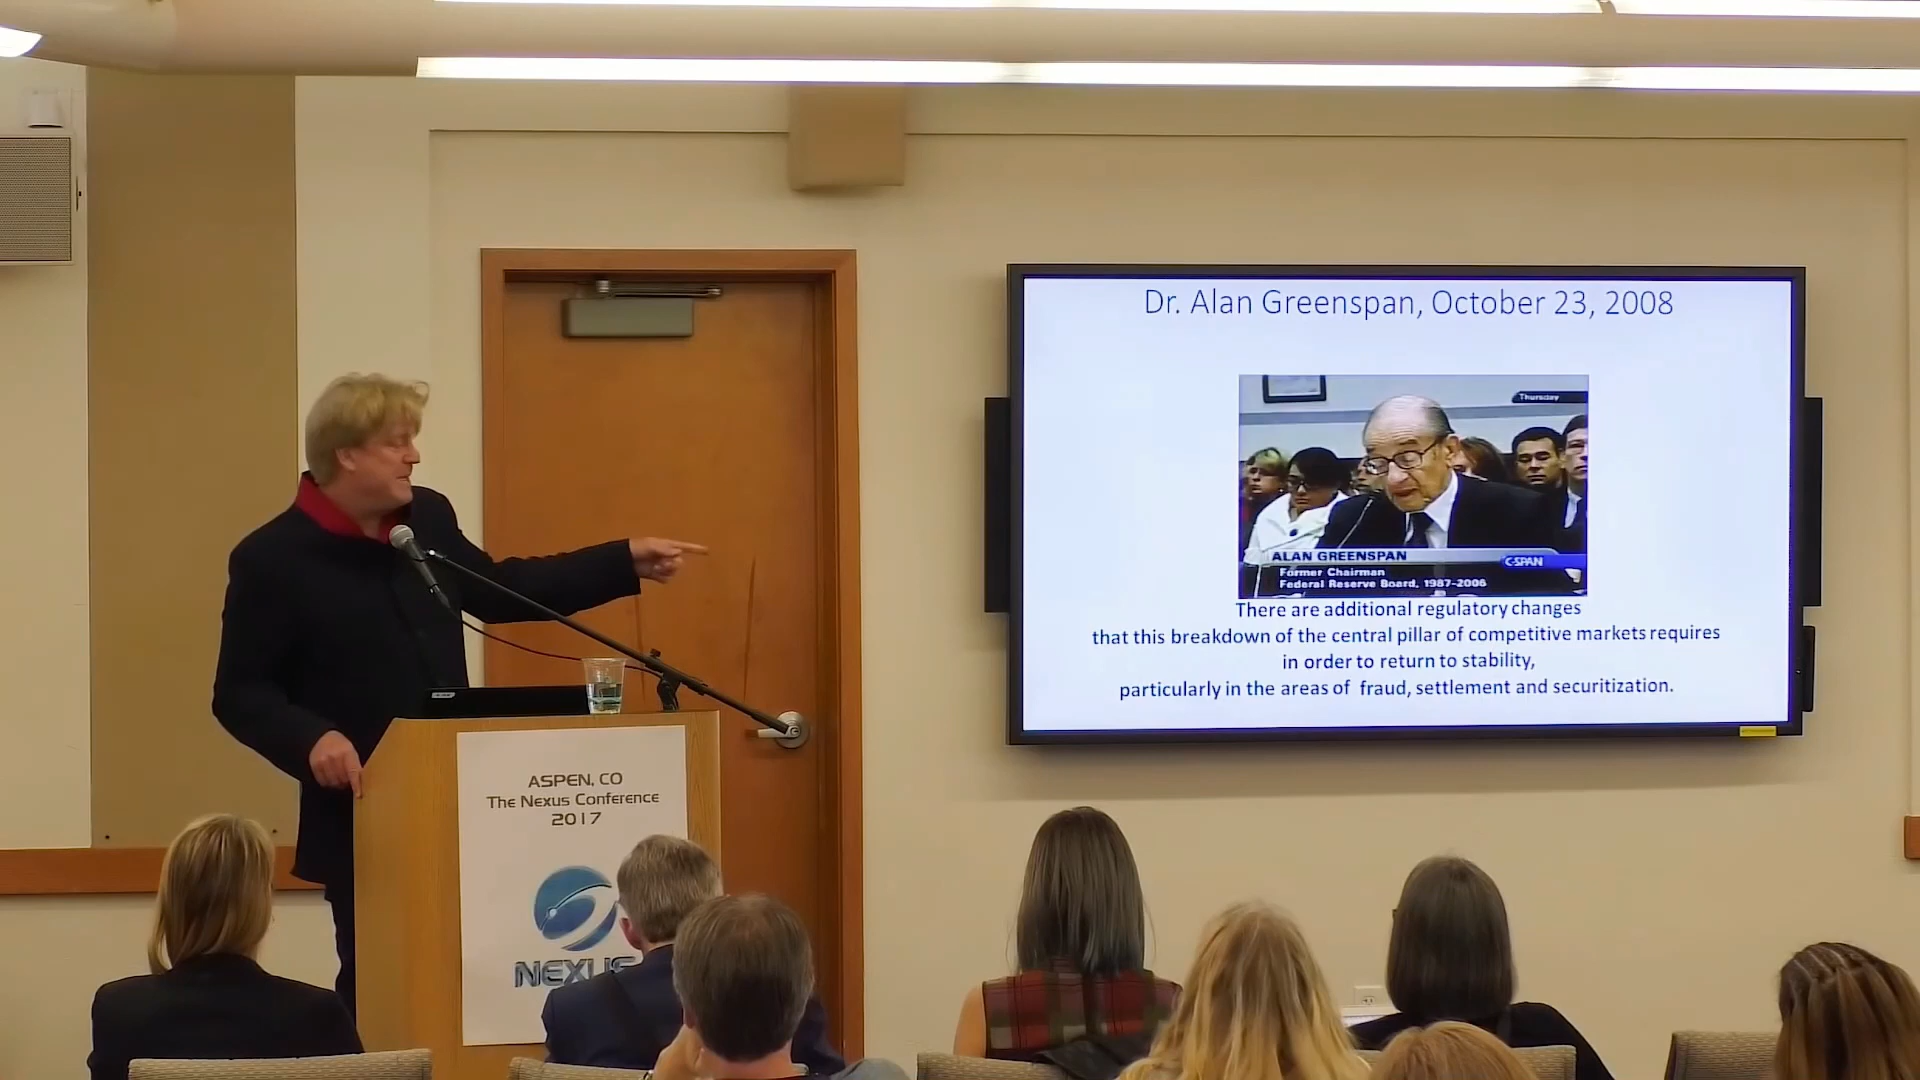 Dr. Alan Greenspan, October 23, 2008
Thursday
ALAN GREENSPAN
C-SPAN
Former Chairman
Federal Reserve Board, 1987-2006
There are additional regulatory changes
that this breakdown of the central pillar of competitive markets requires
in order to return to stability,
particularly in the areas of fraud, settlement and securitization.
ASPEN, CO
The Nexus Conference
2017
NEXUS